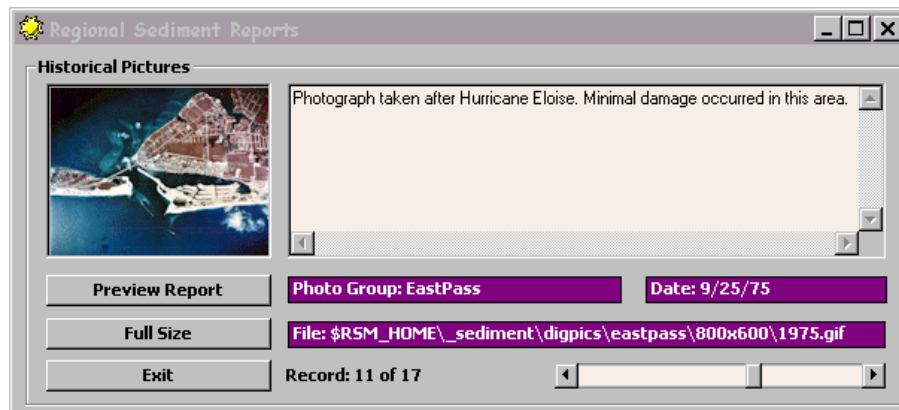 Regional Sediment Reports
Historical Pictures
Photograph taken after Hurricane Eloise. Minimal damage occurred in this area.
Preview Report
Photo Group: EastPass
Date: 9/25/75
Full Size
File: $RSM_HOME\_sediment\digpics\eastpass\800x600\1975.gif
Exit
Record: 11 of 17